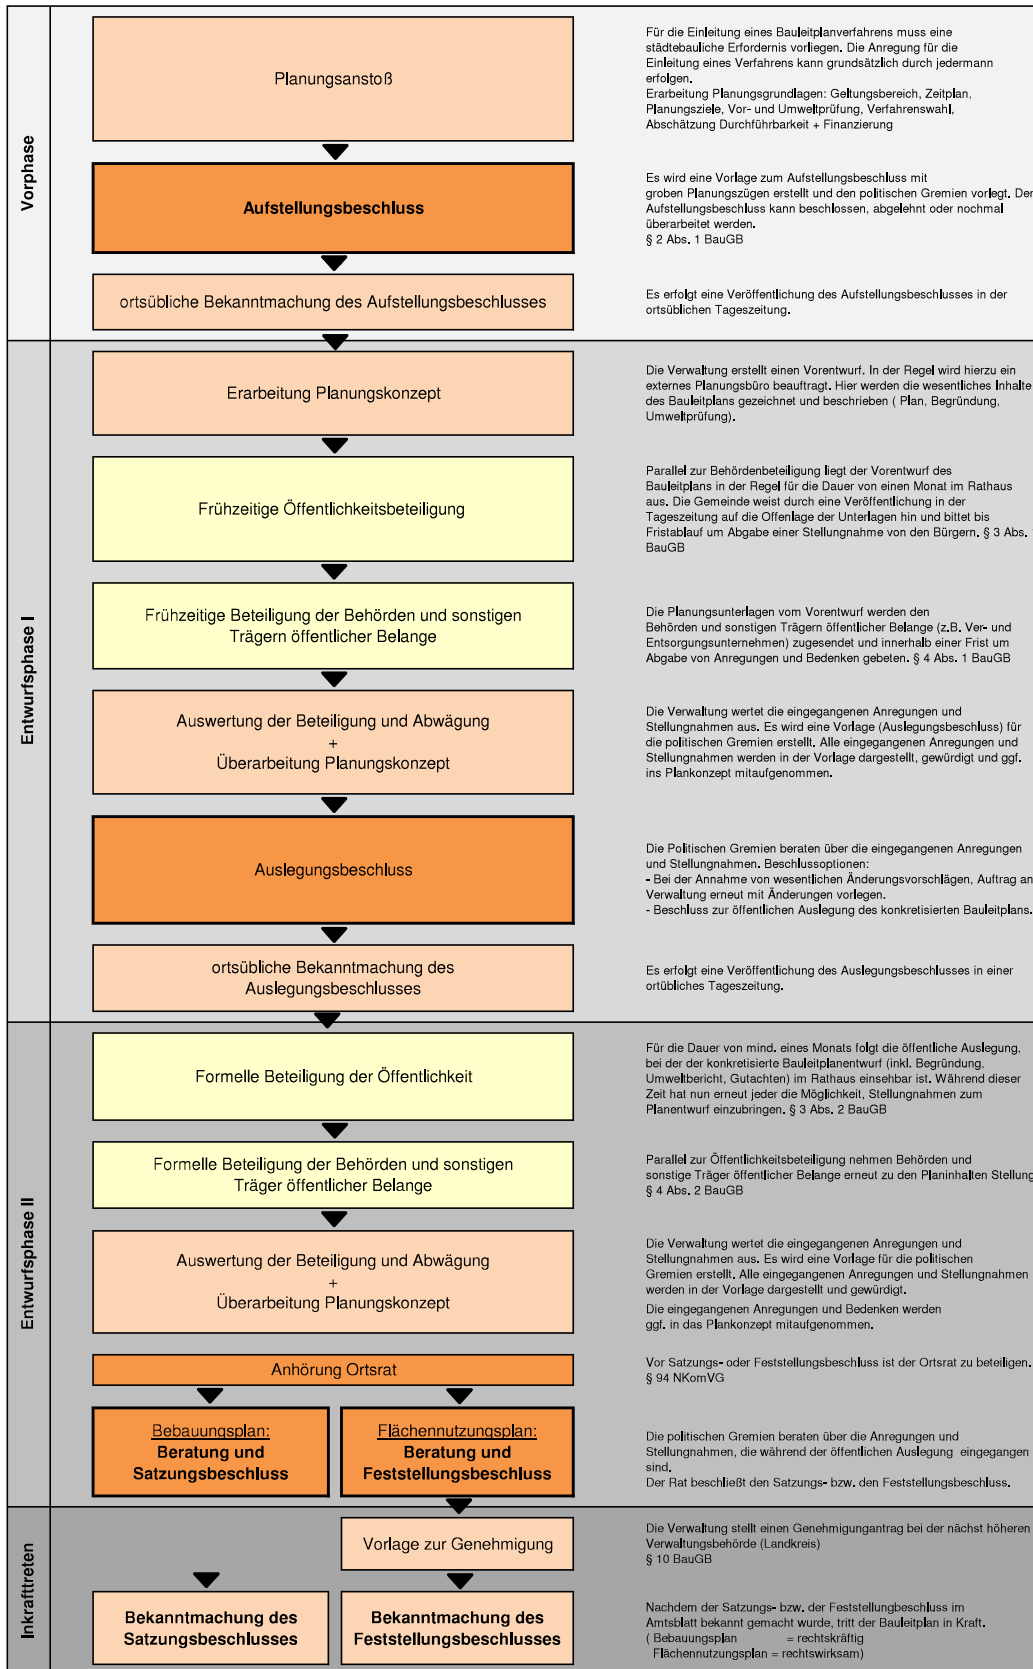 Vorphase
Planungsanstoß
Für die Einleitung eines Bauleitplanverfahrens muss eine
städtebauliche Erfordernis vorliegen. Die Anregung für die
Einleitung eines Verfahrens kann grundsätzlich durch jedermann
erfolgen.
Erarbeitung Planungsgrundlagen: Geltungsbereich, Zeitplan,
Planungsziele, Vor- und Umweltprüfung, Verfahrenswahl,
Abschätzung Durchführbarkeit + Finanzierung
Aufstellungsbeschluss
Es wird eine Vorlage zum Aufstellungsbeschluss mit
groben Planungszügen erstellt und den politischen Gremien vorlegt. Der
Aufstellungsbeschluss kann beschlossen, abgelehnt oder nochmal
überarbeitet werden.
§ 2 Abs. 1 BauGB
ortsübliche Bekanntmachung des Aufstellungsbeschlusses
Es erfolgt eine Veröffentlichung des Aufstellungsbeschlusses in der
ortsüblichen Tageszeitung.
Entwurfsphase I
Erarbeitung Planungskonzept
Die Verwaltung erstellt einen Vorentwurf. In der Regel wird hierzu ein
externes Planungsbüro beauftragt. Hier werden die wesentliches Inhalte
des Bauleitplans gezeichnet und beschrieben ( Plan, Begründung,
Umweltprüfung).
Frühzeitige Öffentlichkeitsbeteiligung
Parallel zur Behördenbeteiligung liegt der Vorentwurf des
Bauleitplans in der Regel für die Dauer von einen Monat im Rathaus
aus. Die Gemeinde weist durch eine Veröffentlichung in der
Tageszeitung auf die Offenlage der Unterlagen hin und bittet bis
Fristablauf um Abgabe einer Stellungnahme von den Bürgern. § 3 Abs.
BauGB
Frühzeitige Beteiligung der Behörden und sonstigen
Trägern öffentlicher Belange
Die Planungsunterlagen vom Vorentwurf werden den
Behörden und sonstigen Trägern öffentlicher Belange (z.B. Ver- und
Entsorgungsunternehmen) zugesendet und innerhalb einer Frist um
Abgabe von Anregungen und Bedenken gebeten. § 4 Abs. 1 BauGB
Auswertung der Beteiligung und Abwägung
+
Überarbeitung Planungskonzept
Die Verwaltung wertet die eingegangenen Anregungen und
Stellungnahmen aus. Es wird eine Vorlage (Auslegungsbeschluss) für
die politischen Gremien erstellt. Alle eingegangenen Anregungen und
Stellungnahmen werden in der Vorlage dargestellt, gewürdigt und ggf.
ins Plankonzept mitaufgenommen.
Auslegungsbeschluss
Die Politischen Gremien beraten über die eingegangenen Anregungen
und Stellungnahmen. Beschlussoptionen:
- Bei der Annahme von wesentlichen Änderungsvorschlägen, Auftrag an
Verwaltung erneut mit Änderungen vorlegen.
- Beschluss zur öffentlichen Auslegung des konkretisierten Bauleitplans.
ortsübliche Bekanntmachung des
Auslegungsbeschlusses
Es erfolgt eine Veröffentlichung des Auslegungsbeschlusses in einer
ortübliches Tageszeitung.
Entwurfsphase II
Formelle Beteiligung der Öffentlichkeit
Für die Dauer von mind. eines Monats folgt die öffentliche Auslegung,
bei der der konkretisierte Bauleitplanentwurf (inkl. Begründung,
Umweltbericht, Gutachten) im Rathaus einsehbar ist. Während dieser
Zeit hat nun erneut jeder die Möglichkeit, Stellungnahmen zum
Planentwurf einzubringen. § 3 Abs. 2 BauGB
Formelle Beteiligung der Behörden und sonstigen
Träger öffentlicher Belange
Parallel zur Öffentlichkeitsbeteiligung nehmen Behörden und
sonstige Träger öffentlicher Belange erneut zu den Planinhalten Stellung
§ 4 Abs. 2 BauGB
Auswertung der Beteiligung und Abwägung
+
Überarbeitung Planungskonzept
Die Verwaltung wertet die eingegangenen Anregungen und
Stellungnahmen aus. Es wird eine Vorlage für die politischen
Gremien erstellt. Alle eingegangenen Anregungen und Stellungnahmen
werden in der Vorlage dargestellt und gewürdigt.
Die eingegangenen Anregungen und Bedenken werden
ggf. in das Plankonzept mitaufgenommen.
Anhörung Ortsrat
Vor Satzungs- oder Feststellungsbeschluss ist der Ortsrat zu beteiligen.
§ 94 NKomVG
Bebauungsplan:
Beratung und
Satzungsbeschluss
Flächennutzungsplan:
Beratung und
Feststellungsbeschluss
Die politischen Gremien beraten über die Anregungen und
Stellungnahmen, die während der öffentlichen Auslegung eingegangen
sind.
Der Rat beschließt den Satzungs- bzw. den Feststellungsbeschluss.
Inkrafttreten
Vorlage zur Genehmigung
Die Verwaltung stellt einen Genehmigungantrag bei der nächst höheren
Verwaltungsbehörde (Landkreis)
§ 10 BauGB
Bekanntmachung des
Satzungsbeschlusses
Bekanntmachung des
Feststellungsbeschlusses
Nachdem der Satzungs- bzw. der Feststellungbeschluss im
Amtsblatt bekannt gemacht wurde, tritt der Bauleitplan in Kraft.
( Bebauungsplan = rechtskräftig
Flächennutzungsplan = rechtswirksam)